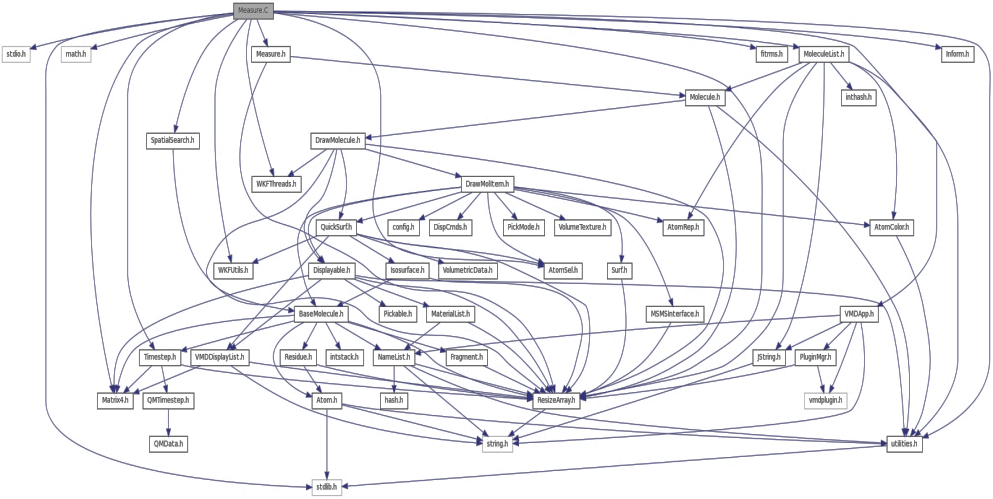 Measure.C
stdio.h
math.h
Measure.h
fitrms.h
MoleculeList.h
Inform.h
Molecule.h
inthash.h
SpatialSearch.h
DrawMolecule.h
WKFThreads.h
DrawMolItem.h
QuickSurf.h
config.h
DispCmds.h
PickMode.h
VolumeTexture.h
AtomRep.h
AtomColor.h
WKFUtils.h
Displayable.h
Isosurface.h
VolumetricData.h
AtomSel.h
Surf.h
BaseMolecule.h
Pickable.h
MaterialList.h
MSMSInterface.h
VMDApp.h
Timestep.h
VMDDisplayList.h
Residue.h
intstack.h
NameList.h
Fragment.h
JString.h
PluginMgr.h
Matrix4.h
QMTimestep.h
Atom.h
hash.h
ResizeArray.h
vmdplugin.h
QMData.h
string.h
utilities.h
stdlib.h